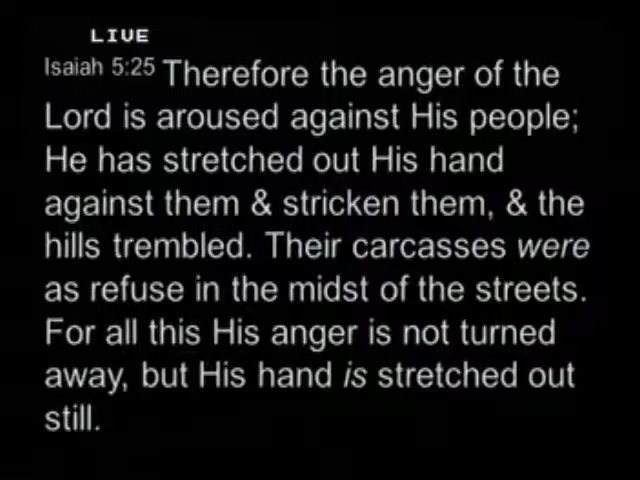 LIVE
Isaiah 5:25 Therefore the anger of the
Lord is aroused against His people;
He has stretched out His hand
against them & stricken them, & the
hills trembled. Their carcasses were
as refuse in the midst of the streets.
For all this His anger is not turned
away, but His hand is stretched out
still.